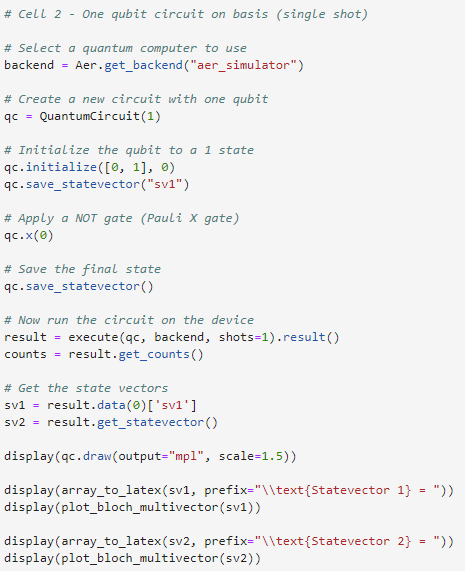 # Cell 2 - One qubit circuit on basis (single shot)
# Select a quantum computer to use
backend = Aer.get_backend("aer_simulator")
# Create a new circuit with one qubit
qc = QuantumCircuit(1)
# Initialize the qubit to a 1 state
qc.initialize([0, 1], 0)
qc.save_statevector("sv1")
# Apply a NOT gate (Pauli X gate)
qc.x(0)
# Save the final state
qc.save_statevector()
# Now run the circuit on the device
result = execute(qc, backend, shots=1).result()
counts = result.get_counts()
# Get the state vectors
sv1 = result.data(0)['sv1']
sv2 = result.get_statevector()
display(qc.draw(output="mpl", scale=1.5))
display(array_to_latex(sv1, prefix="\\text{Statevector 1} = "))
display(plot_bloch_multivector(sv1))
display(array_to_latex(sv2, prefix="\\text{Statevector 2} = "))
display(plot_bloch_multivector(sv2))